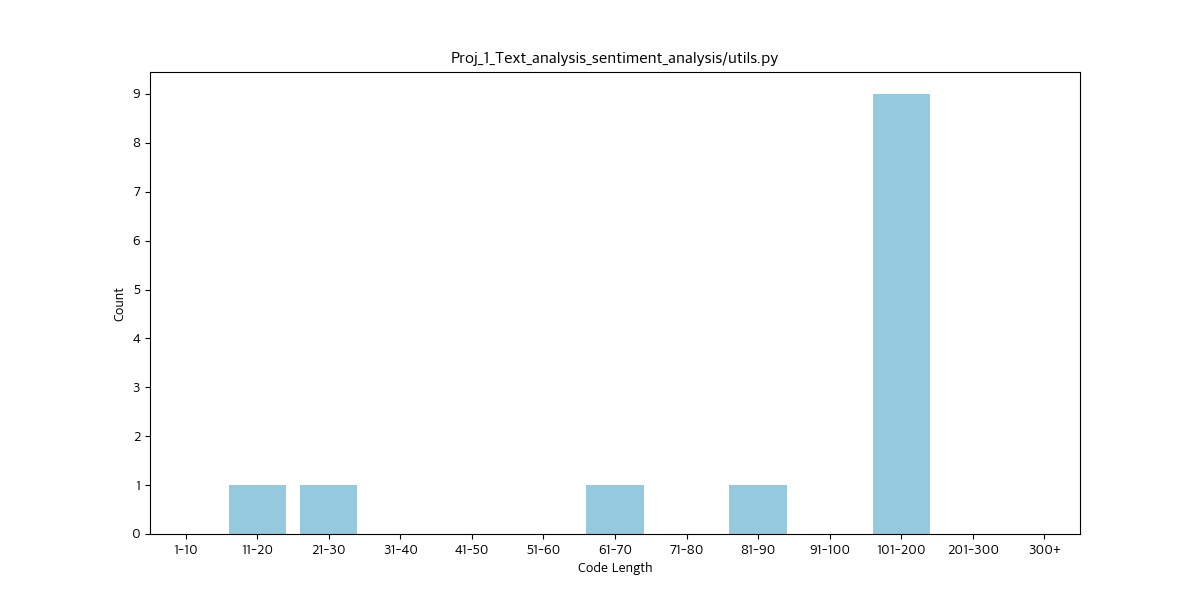 Proj_1_Text_analysis_sentiment_analysis/utils.py
Count
9
8
7
6
5
4
3
2
1
0
1-10 11-20 21-30 31-40 41-50 51-60 61-70 71-80 81-90 91-100 101-200 201-300 300+
Code Length